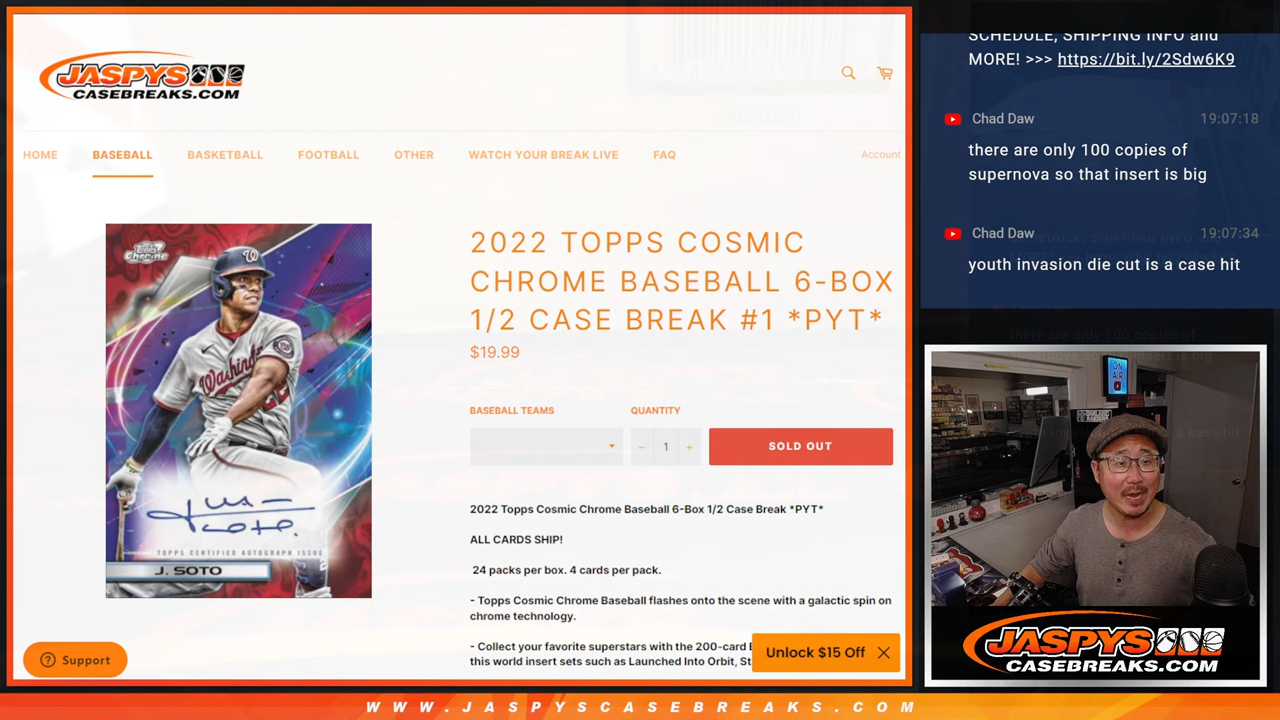 JASPYS
CASEBREAKS.COM
HOME
BASEBALL
BASKETBALL
FOOTBALL
OTHER
WATCH YOUR BREAK LIVE
FAQ
Account
Topps
Chrome
TOPPS CERTIFIED AUTOGRAPH ISSUE
J. SOTO
2022 TOPPS COSMIC
CHROME BASEBALL 6-BOX
1/2 CASE BREAK #1 *PYT*
$19.99
BASEBALL TEAMS
QUANTITY
− 1 +
SOLD OUT
2022 Topps Cosmic Chrome Baseball 6-Box 1/2 Case Break *PYT*
ALL CARDS SHIP!
24 packs per box. 4 cards per pack.
- Topps Cosmic Chrome Baseball flashes onto the scene with a galactic spin on
chrome technology.
- Collect your favorite superstars with the 200-card
this world insert sets such as Launched Into Orbit,
Support
Unlock $15 Off
SCHEDULE, SHIPPING INFO and
MORE! >>> https://bit.ly/2Sdw6K9
Chad Daw
19:07:18
there are only 100 copies of
supernova so that insert is big
Chad Daw
19:07:34
youth invasion die cut is a case hit
ON
AIR
JASPYS
CASEBREAKS.COM
WWW.JASPYSCASEBREAKS.COM